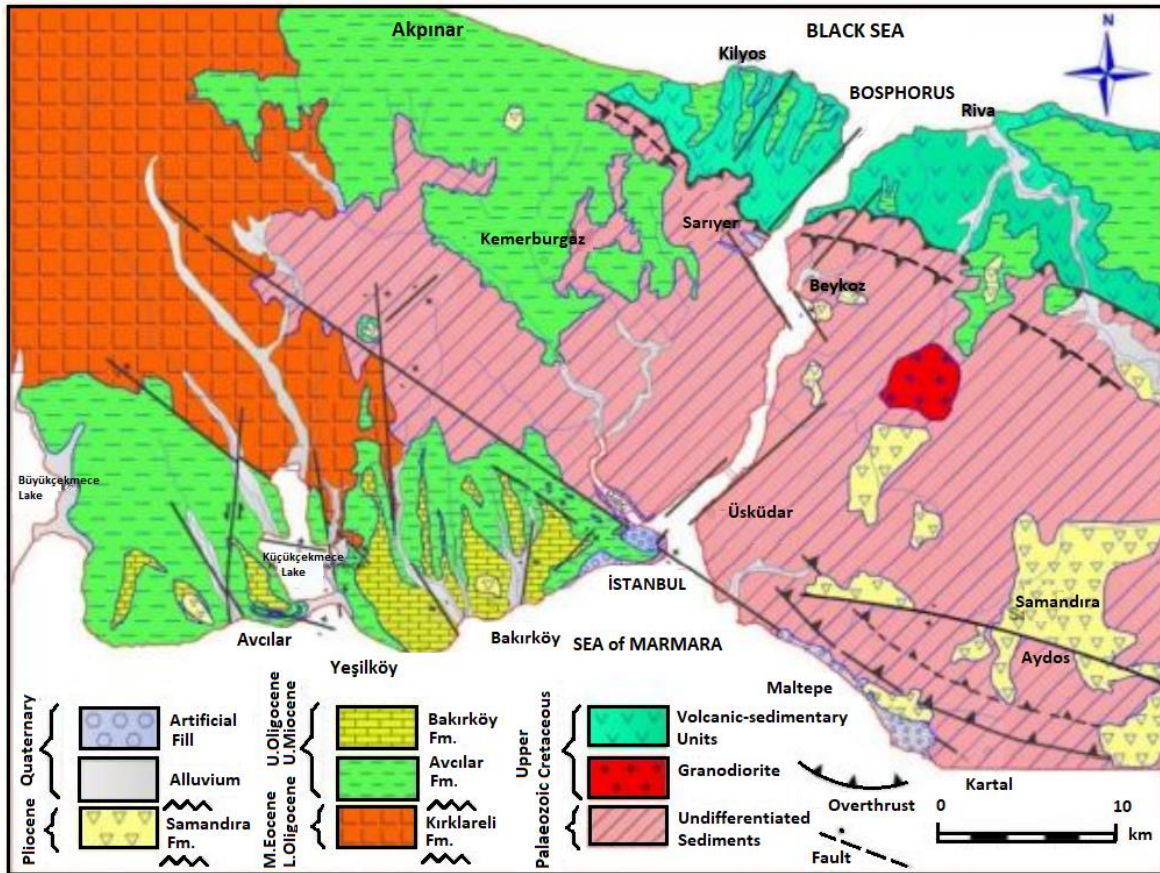 Akpınar
BLACK SEA
Kilyos
N
BOSPHORUS
Riva
Sarıyer
Kemerburgaz
Beykoz
Büyükçekmece
Lake
Üsküdar
Küçükçekmece
Lake
İSTANBUL
Samandıra
Avcılar
Bakırköy
SEA of MARMARA
Aydos
Yeşilköy
Maltepe
Kartal
Quaternary
Artificial
Fill
Alluvium
Pliocene
Samandıra
Fm.
U.Oligocene
U.Miocene
Bakırköy
Fm.
Avcılar
Fm.
M.Eocene
L.Oligocene
Kırklareli
Fm.
Upper
Cretaceous
Volcanic-sedimentary
Units
Granodiorite
Palaeozoic
Undifferentiated
Sediments
Overthrust
Fault
0 10
km